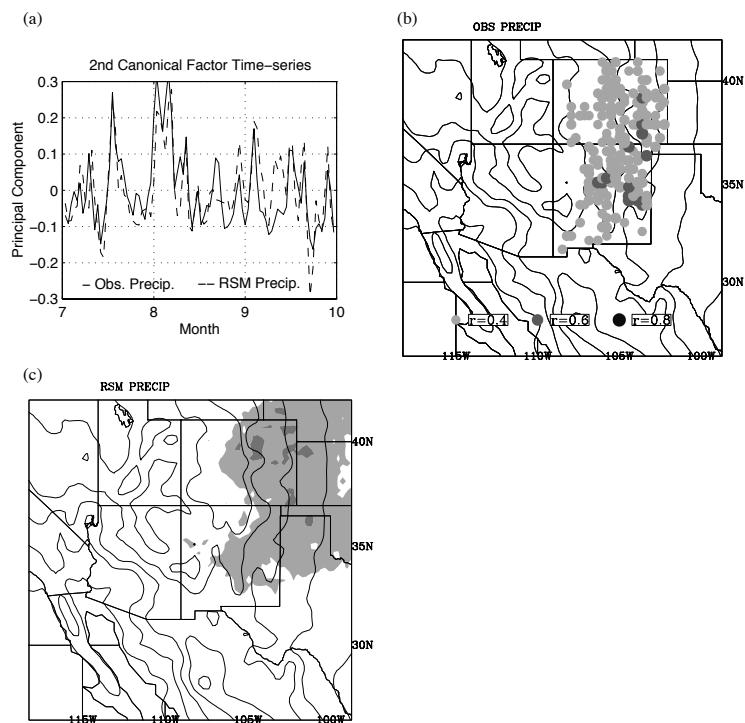 (a)
2nd Canonical Factor Time-series
Principal Component
0.3
0.2
0.1
0
-0.1
-0.2
-0.3
- Obs. Precip.
-- RSM Precip.
7
8
9
10
Month
(b)
OBS PRECIP
40N
35N
30N
r=0.4
r=0.6
r=0.8
115W
110W
105W
100W
(c)
RSM PRECIP
40N
35N
30N
115W
110W
105W
100W